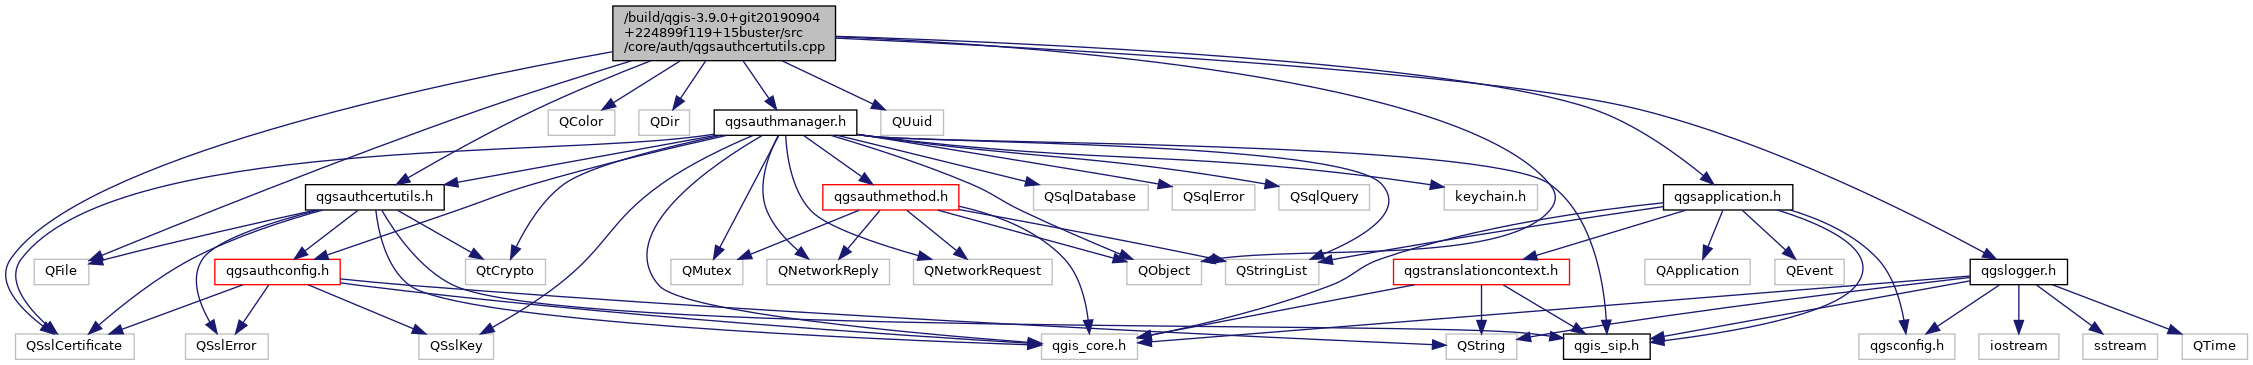 /build/qgis-3.9.0+git20190904
+224899f119+15buster/src
/core/auth/qgsauthcertutils.cpp
QColor
QDir
qgsauthmanager.h
QUuid
qgsauthcertutils.h
qgsauthmethod.h
QSqlDatabase
QSqlError
QSqlQuery
keychain.h
qgsapplication.h
QFile
qgsauthconfig.h
QtCrypto
QMutex
QNetworkReply
QNetworkRequest
QObject
QStringList
qgstranslationcontext.h
QApplication
QEvent
qgslogger.h
QSslCertificate
QSslError
QSslKey
qgis_core.h
QString
qgis_sip.h
qgsconfig.h
iostream
sstream
QTime